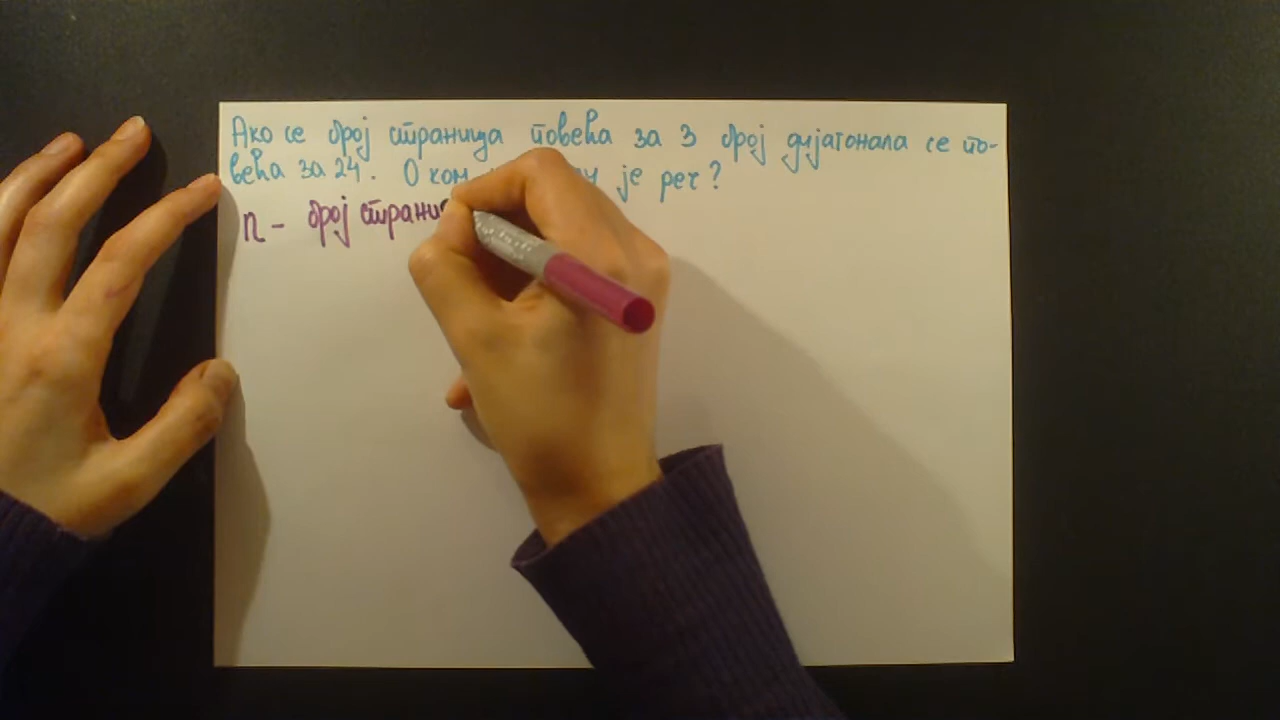 Ако се број страница повећа за 3 број дијагонала се по-
већа за 24. О ком је реч?
n - број